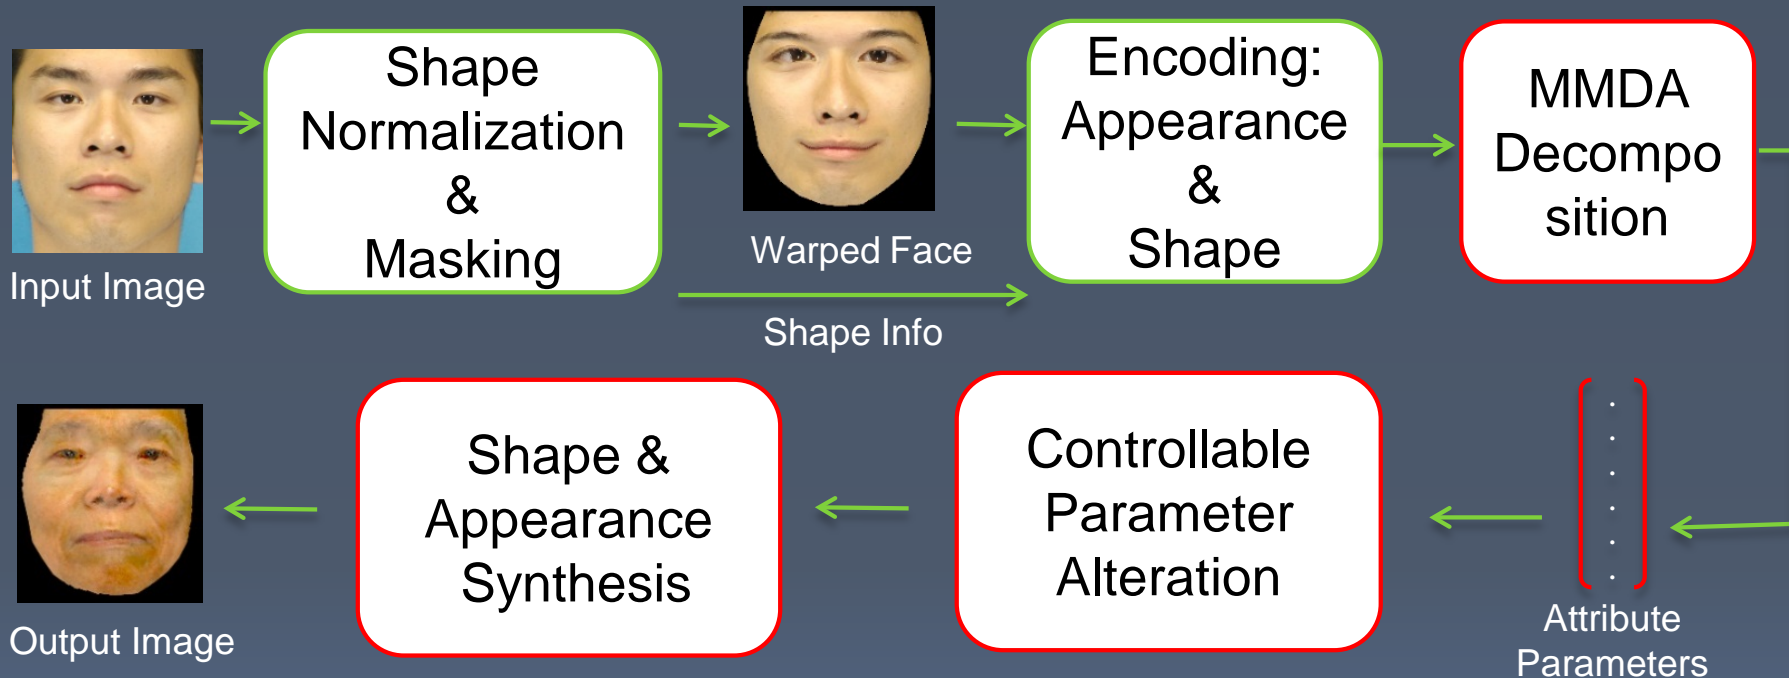 Input Image
Shape
Normalization
&
Masking
Warped Face
Shape Info
Encoding:
Appearance
&
Shape
MMDA
Decompo
sition
Output Image
Shape &
Appearance
Synthesis
Controllable
Parameter
Alteration
Attribute
Parameters